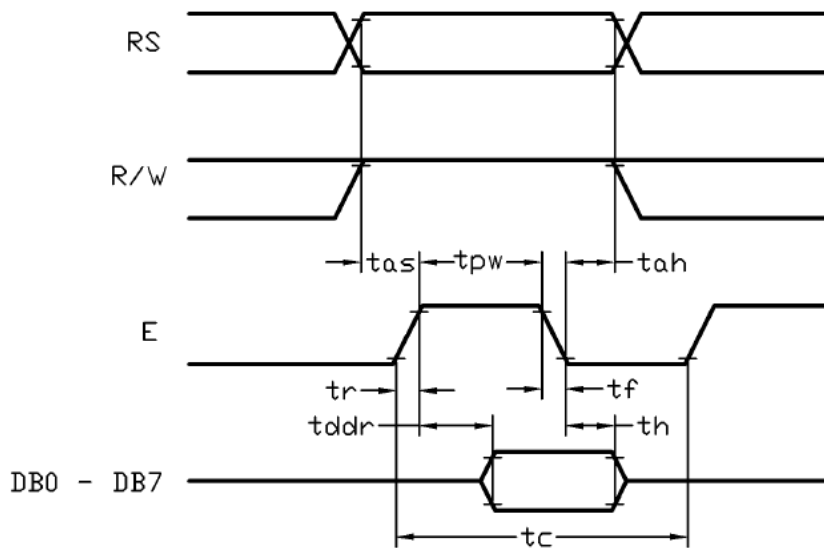 RS
R/W
tas tpw tah
E
tr tf
tddr th
DB0 - DB7
tc